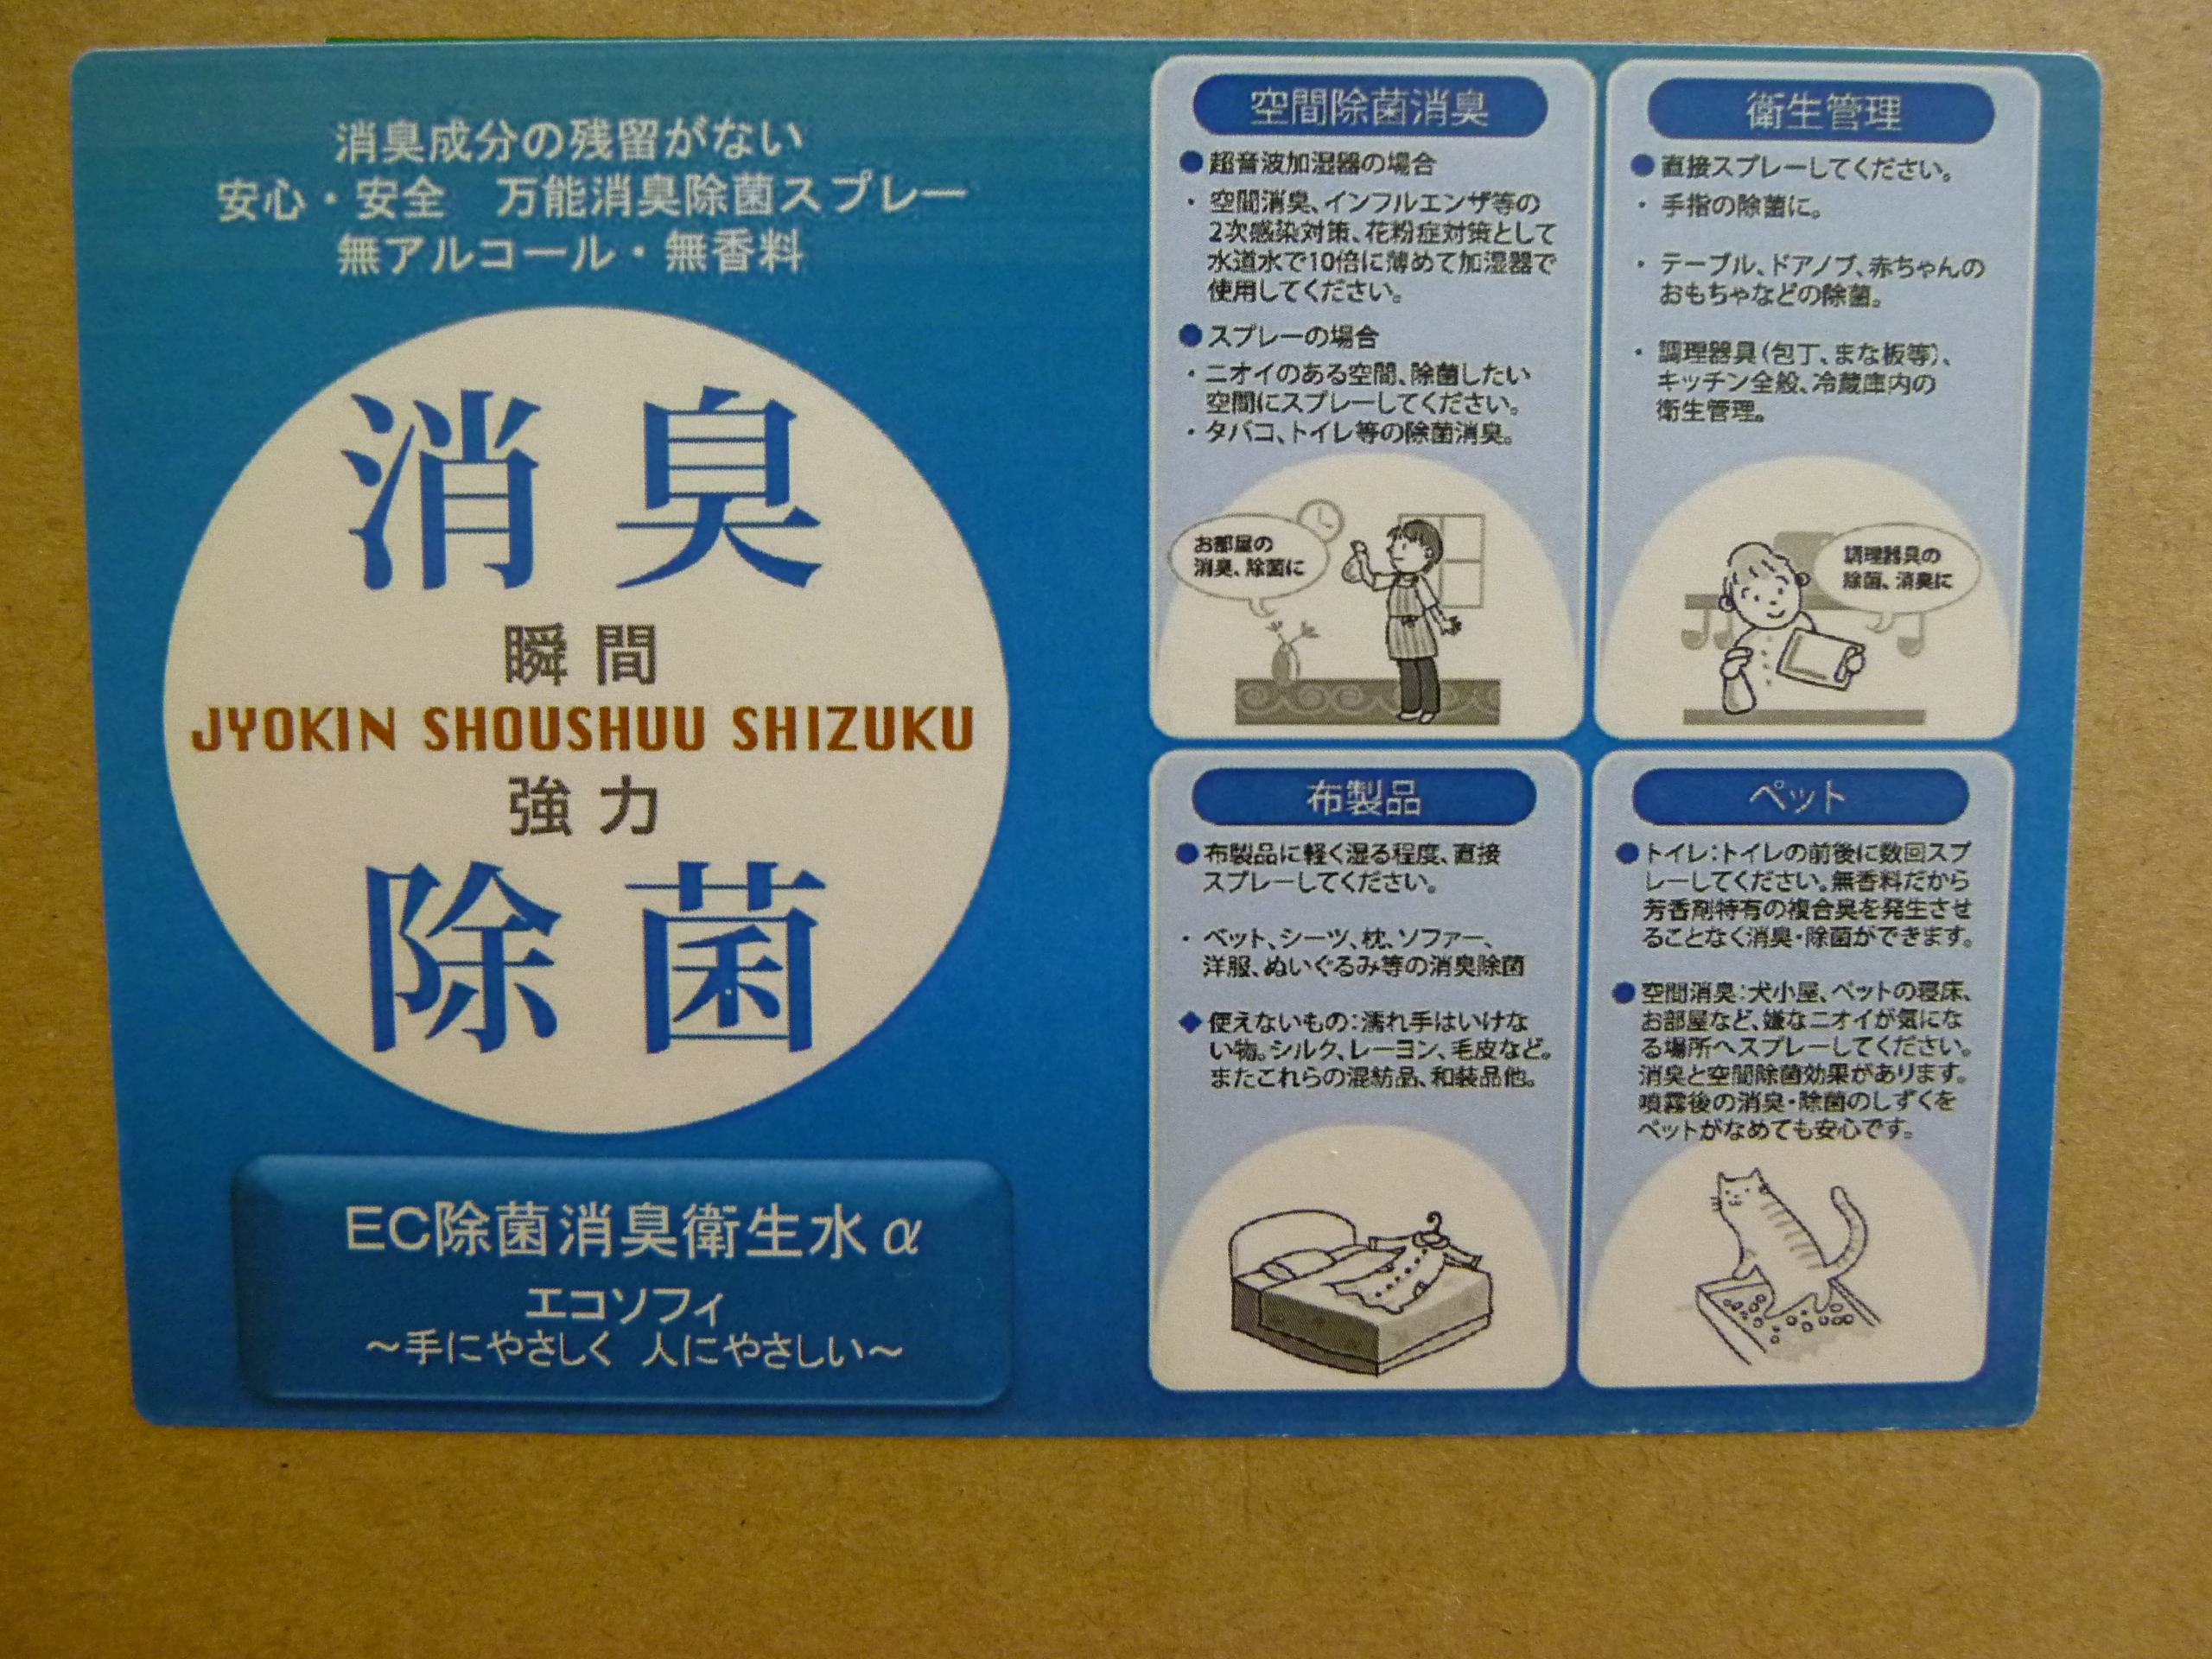 消臭成分の残留がない
安心・安全　万能消臭除菌スプレー
無アルコール・無香料
消臭
瞬間
JYOKIN SHOUSHUU SHIZUKU
強力
除菌
EC除菌消臭衛生水α
エコソフィ
～手にやさしく　人にやさしい～
空間除菌消臭
●超音波加湿器の場合
・空間消臭、インフルエンザ等の
2次感染対策、花粉症対策として
水道水で10倍に薄めて加湿器で
使用してください。
●スプレーの場合
・ニオイのある空間、除菌したい
空間にスプレーしてください。
・タバコ、トイレ等の除菌消臭。
お部屋の
消臭、除菌に
衛生管理
●直接スプレーしてください。
・手指の除菌に。
・テーブル、ドアノブ、赤ちゃんの
おもちゃなどの除菌。
・調理器具(包丁、まな板等)、
キッチン全般、冷蔵庫内の
衛生管理。
調理器具の
除菌、消臭に
布製品
●布製品に軽く湿る程度、直接
スプレーしてください。
・ベット、シーツ、枕、ソファー、
洋服、ぬいぐるみ等の消臭除菌
◆使えないもの：濡れ手はいけな
い物。シルク、レーヨン、毛皮など。
またこれらの混紡品、和装品他。
ペット
●トイレ：トイレの前後に数回スプ
レーしてください。無香料だから
芳香剤特有の複合臭を発生させ
ることなく消臭・除菌ができます。
●空間消臭：犬小屋、ペットの寝床、
お部屋など、嫌なニオイが気にな
る場所へスプレーしてください。
消臭と空間除菌効果があります。
噴霧後の消臭・除菌のしずくを
ペットがなめても安心です。